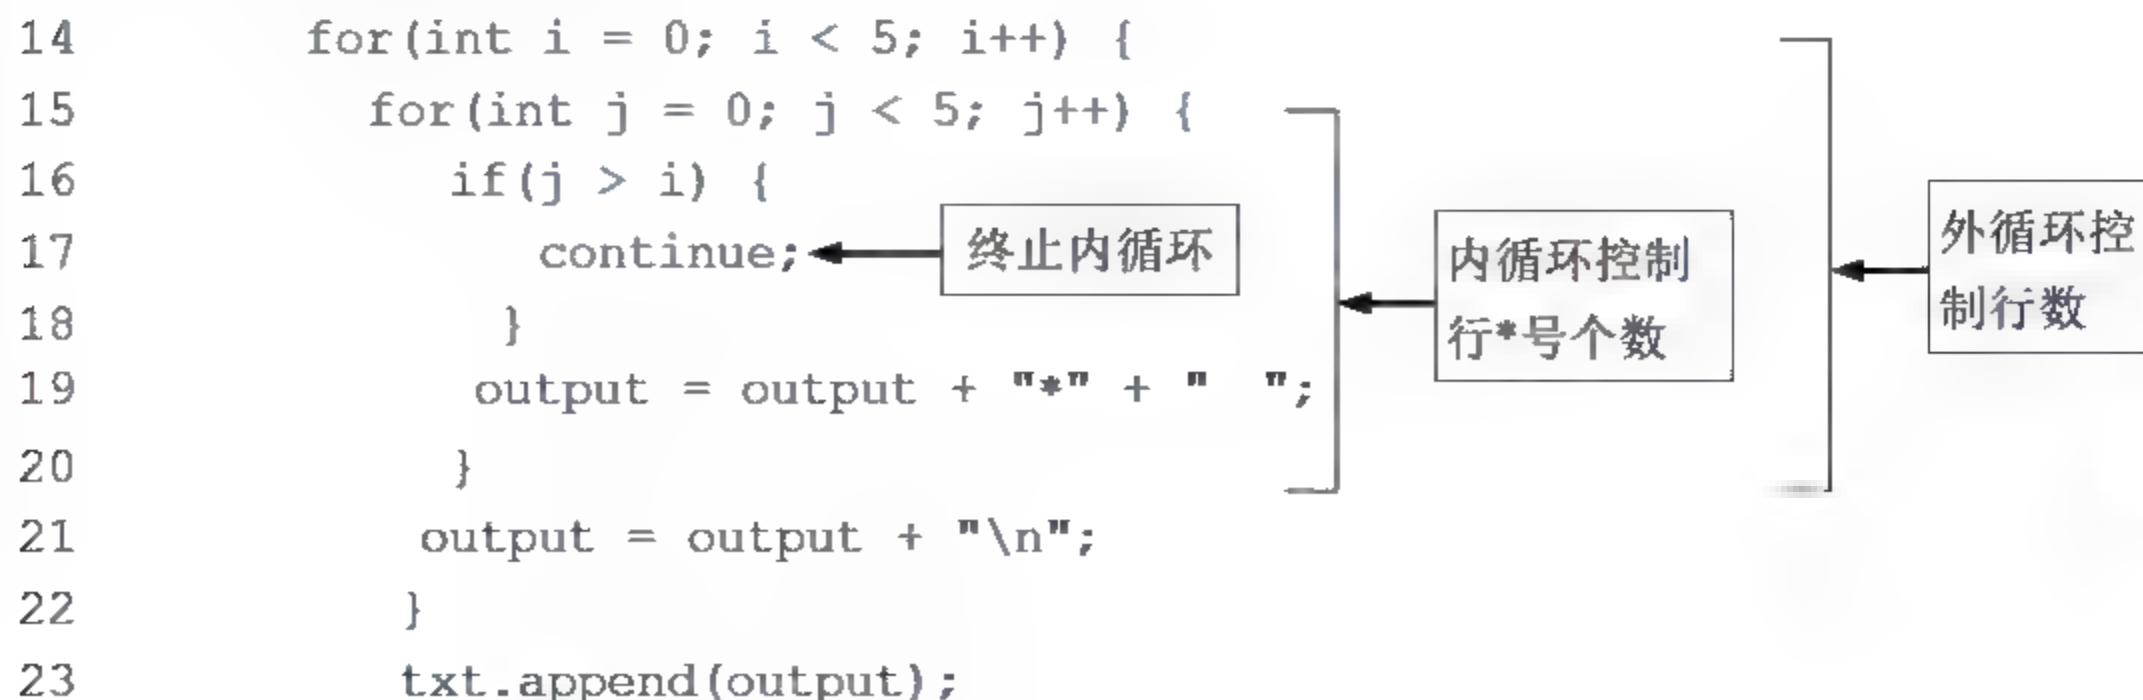 14 for(int i = 0; i < 5; i++) {
15 for(int j = 0; j < 5; j++) {
16 if(j > i) {
17 continue;
终止内循环
18 }
19 output = output + "*" + "  ";
20 }
21 output = output + "\n";
22 }
23 txt.append(output);
内循环控制
行*号个数
外循环控
制行数